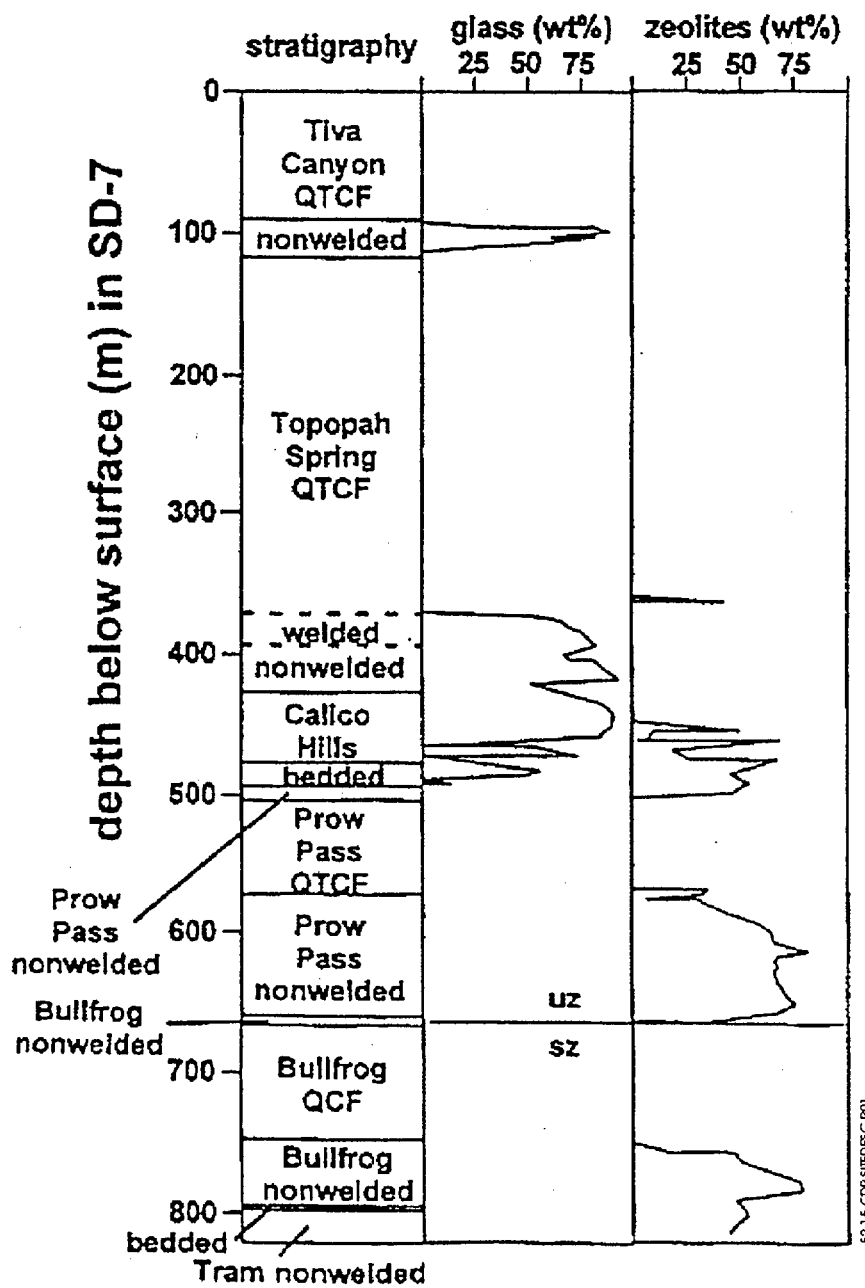 stratigraphy
glass (wt%)
25 50 75
zeolites (wt%)
25 50 75
depth below surface (m) in SD-7
0
100
200
300
400
500
600
700
800
Tiva
Canyon
QTCF
nonwelded
Topopah
Spring
QTCF
welded
nonwelded
Calico
Hills
bedded
Prow
Pass
QTCF
Prow
Pass
nonwelded
Prow
Pass
nonwelded
Bullfrog
nonwelded
uz
sz
Bullfrog
QCF
Bullfrog
nonwelded
bedded
Tram nonwelded